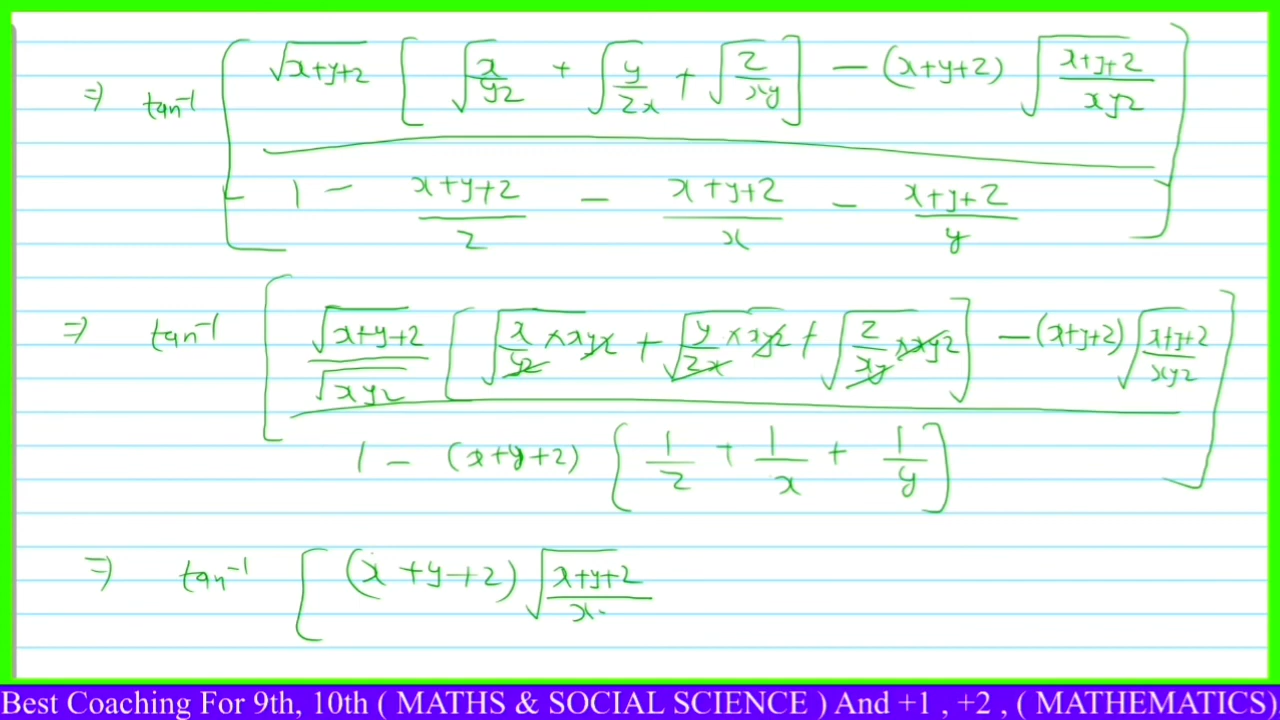 ⇒ tan⁻¹ [ √x+y+z [ √x/yz + √y/zx + √z/xy ] − (x+y+z) √x+y+z/xyz
1 − x+y+z/z − x+y+z/x − x+y+z/y ]
⇒ tan⁻¹ [ √x+y+z/√xyz [ √x/yz × xyz + √y/zx × xyz + √z/xy × xyz ] − (x+y+z) √x+y+z/xyz
1 − (x+y+z) [ 1/z + 1/x + 1/y ] ]
⇒ tan⁻¹ [ (x+y+z) √x+y+z/x
Best Coaching For 9th, 10th ( MATHS & SOCIAL SCIENCE ) And +1 , +2 , ( MATHEMATICS)